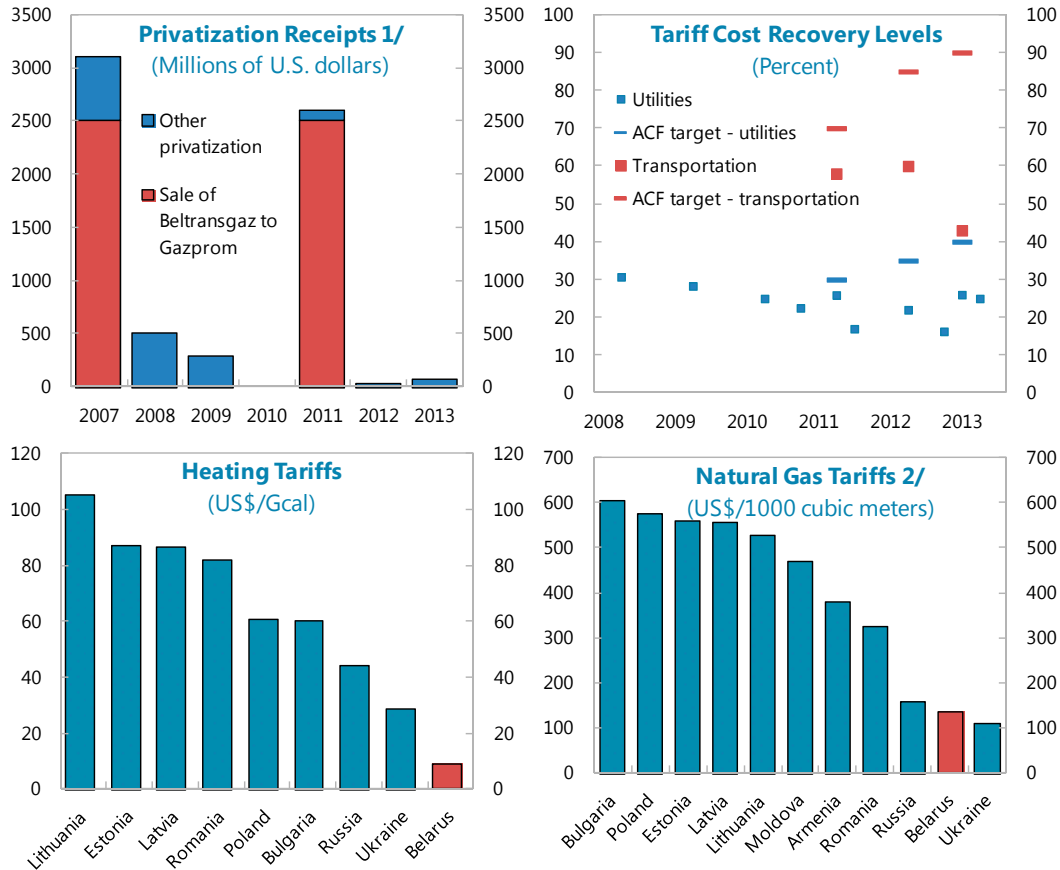 Privatization Receipts 1/
(Millions of U.S. dollars)
3500
3000
2500
2000
1500
1000
500
0
3500
3000
2500
2000
1500
1000
500
0
Other
privatization
Sale of
Beltransgaz to
Gazprom
2007 2008 2009 2010 2011 2012 2013
Tariff Cost Recovery Levels
(Percent)
100
90
80
70
60
50
40
30
20
10
0
100
90
80
70
60
50
40
30
20
10
0
Utilities
ACF target - utilities
Transportation
ACF target - transportation
2008 2009 2010 2011 2012 2013
Heating Tariffs
(US$/Gcal)
120
100
80
60
40
20
0
120
100
80
60
40
20
0
Lithuania
Estonia
Latvia
Romania
Poland
Bulgaria
Russia
Ukraine
Belarus
Natural Gas Tariffs 2/
(US$/1000 cubic meters)
700
600
500
400
300
200
100
0
700
600
500
400
300
200
100
0
Bulgaria
Poland
Estonia
Latvia
Lithuania
Moldova
Armenia
Romania
Russia
Belarus
Ukraine